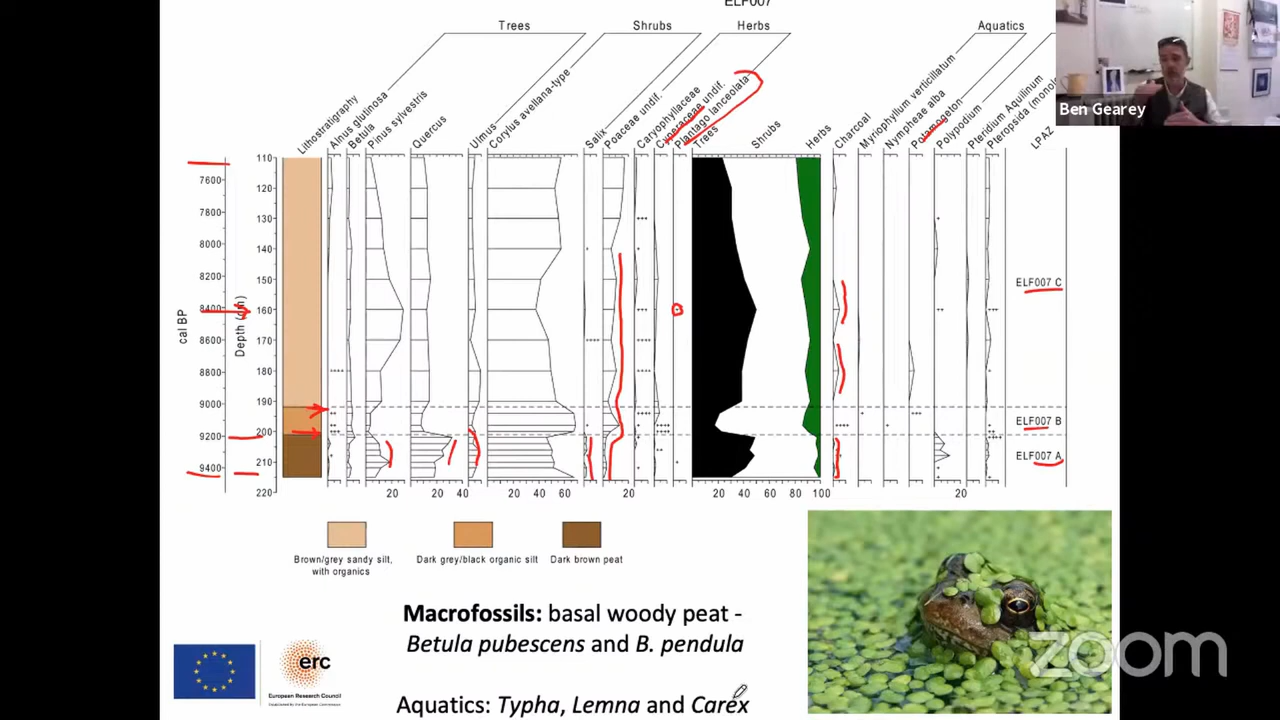 ELF007
Trees
Shrubs
Herbs
Aquatics
Lithostratigraphy
Alnus glutinosa
Betula
Pinus sylvestris
Quercus
Ulmus
Corylus avellana-type
Salix
Poaceae undif.
Caryophyllaceae
Cyperaceae undif.
Plantago lanceolata
Trees
Shrubs
Herbs
Charcoal
Myriophyllum verticillatum
Nympheae alba
Potamogeton
Polypodium
Pteridium Aquilinum
Pteropsida (monol
LPAZ
Ben Gearey
cal BP
7600
7800
8000
8200
8400
8600
8800
9000
9200
9400
Depth (cm)
110
120
130
140
150
160
170
180
190
200
210
220
ELF007 C
ELF007 B
ELF007 A
20 20 40 20 40 60 20 20 40 60 80 100 20
Brown/grey sandy silt,
with organics
Dark grey/black organic silt
Dark brown peat
Macrofossils: basal woody peat -
Betula pubescens and B. pendula
Aquatics: Typha, Lemna and Carex
erc
European Research Council
zoom